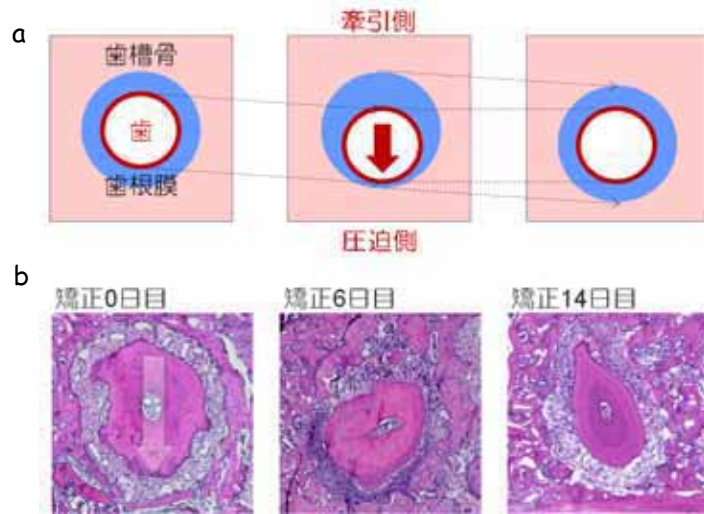 a
牽引側
歯槽骨
歯
歯根膜
圧迫側
b
矯正0日目
矯正6日目
矯正14日目